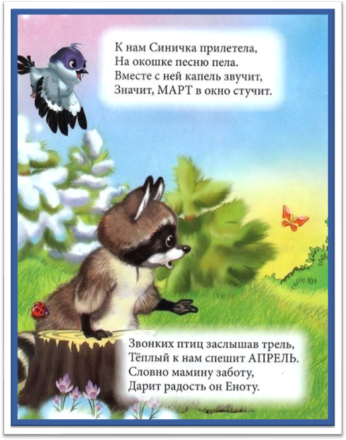 К нам Синичка прилетела,
На окошке песню пела.
Вместе с ней капель звучит,
Значит, МАРТ в окно стучит.
Звонких птиц заслышав трель,
Тёплый к нам спешит АПРЕЛЬ.
Словно мамину заботу,
Дарит радость он Еноту.